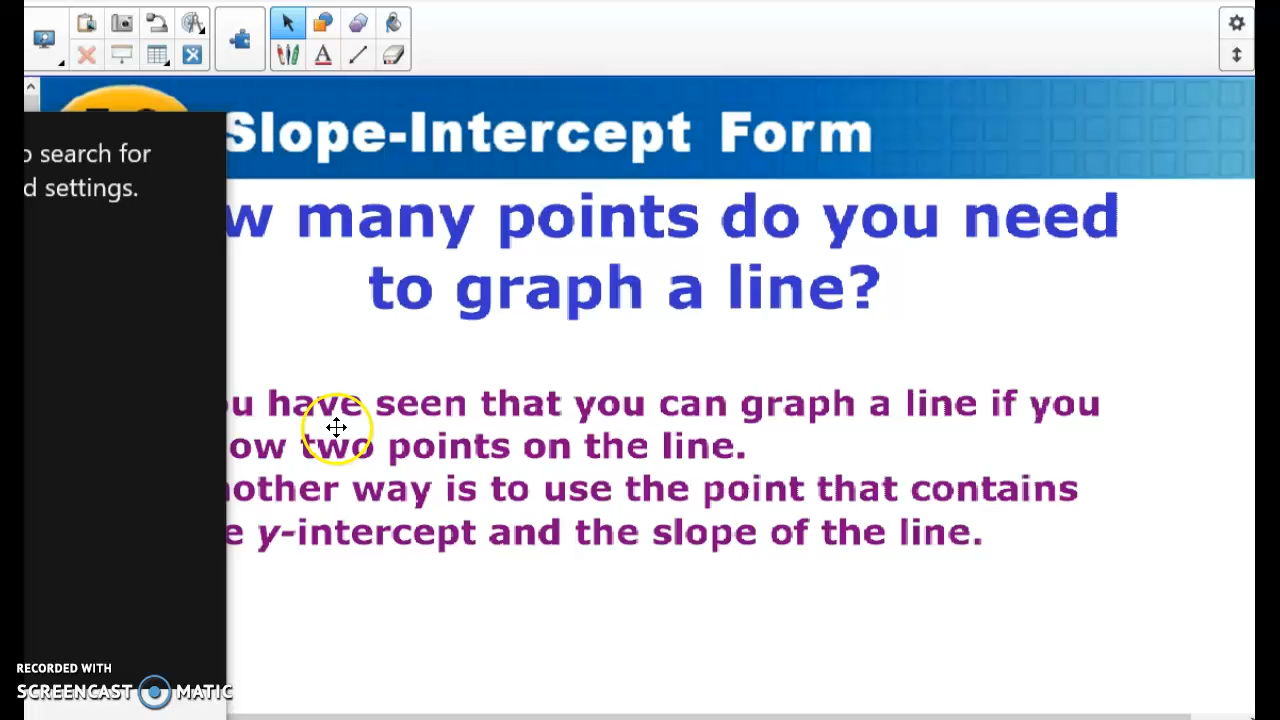 Slope-Intercept Form
search for
settings.
many points do you need
to graph a line?
have seen that you can graph a line if you
two points on the line.
way is to use the point that contains
y-intercept and the slope of the line.
RECORDED WITH
SCREENCAST MATIC